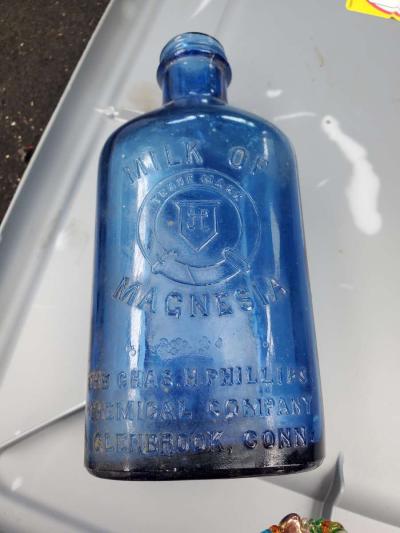 MILK OF
TRADE MARK
MAGNESIA
THE CHAS. H. PHILLIPS
CHEMICAL COMPANY
GLENBROOK, CONN.